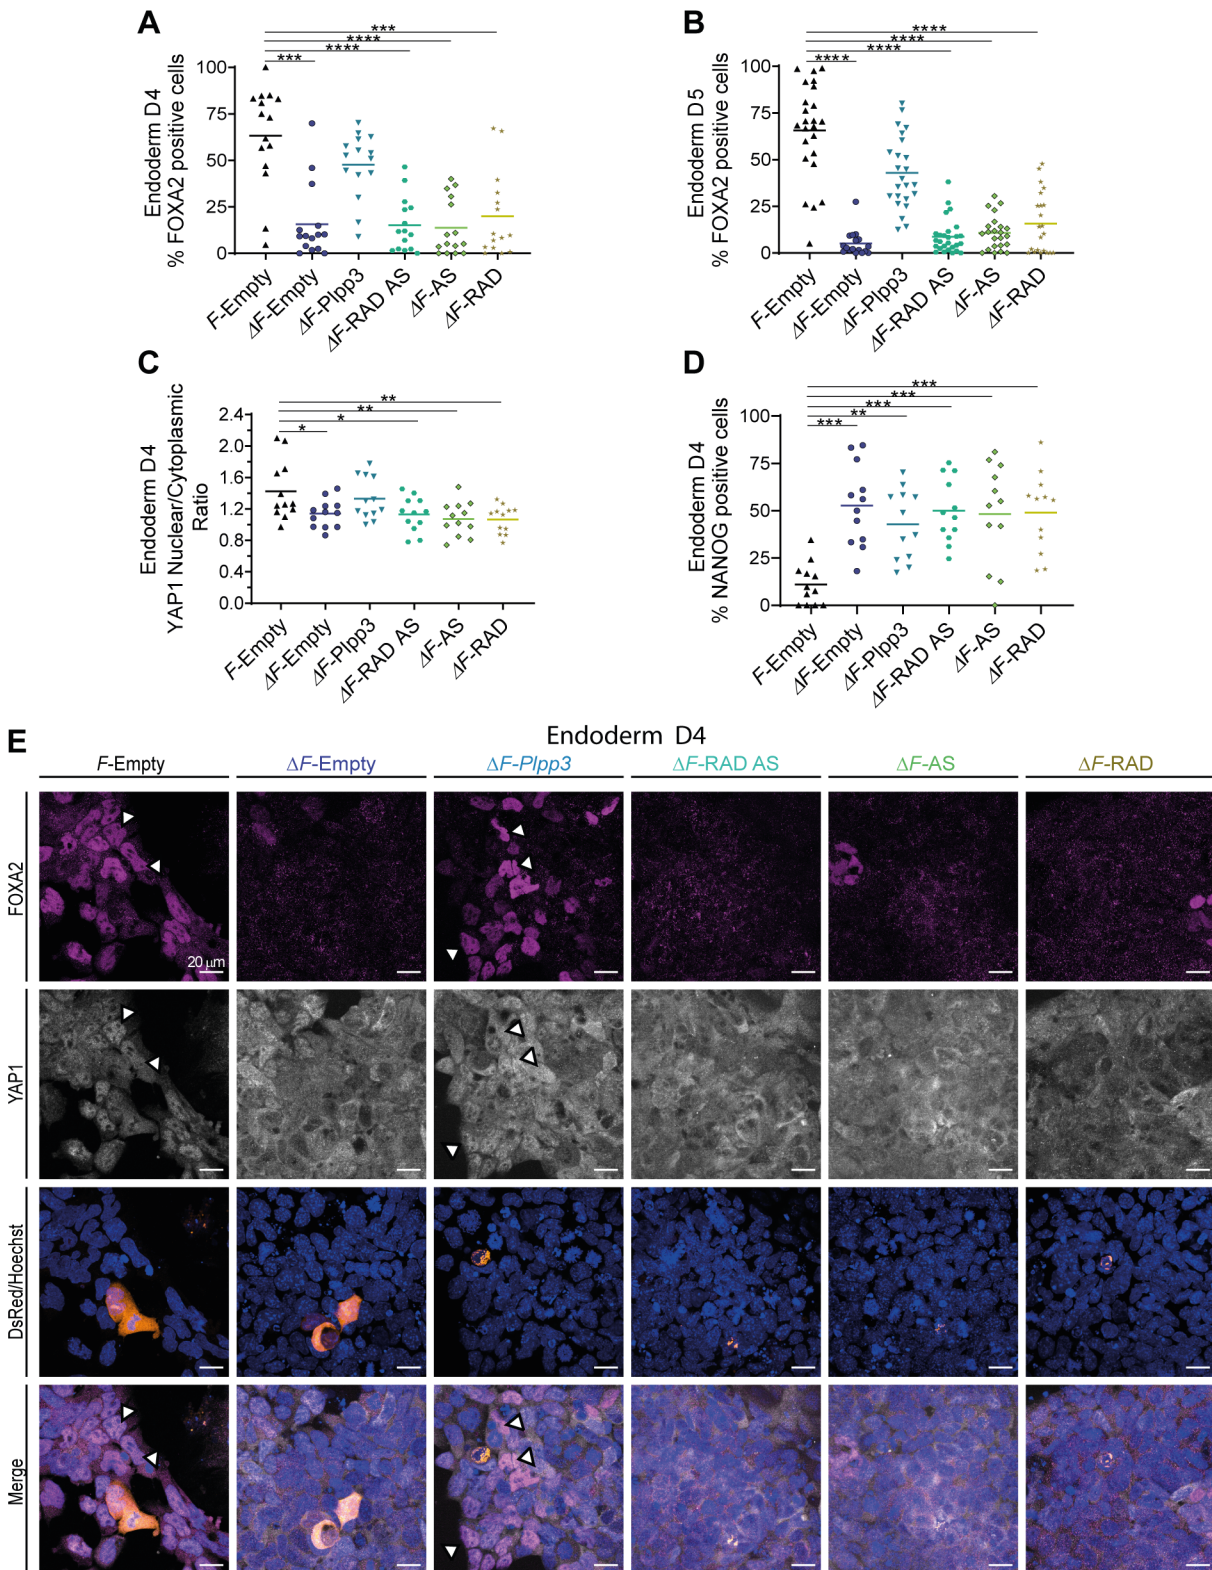 A
***
****
****
***
Endoderm D4
% FOXA2 positive cells
100
75
50
25
0
F-Empty
ΔF-Empty
ΔF-Plpp3
ΔF-RAD AS
ΔF-AS
ΔF-RAD
B
****
****
****
****
Endoderm D5
% FOXA2 positive cells
100
75
50
25
0
F-Empty
ΔF-Empty
ΔF-Plpp3
ΔF-RAD AS
ΔF-AS
ΔF-RAD
C
**
**
*
*
Endoderm D4
YAP1 Nuclear/Cytoplasmic
Ratio
2.4
2.0
1.6
1.2
0.8
0.4
0.0
F-Empty
ΔF-Empty
ΔF-Plpp3
ΔF-RAD AS
ΔF-AS
ΔF-RAD
D
***
***
***
**
***
Endoderm D4
% NANOG positive cells
100
75
50
25
0
F-Empty
ΔF-Empty
ΔF-Plpp3
ΔF-RAD AS
ΔF-AS
ΔF-RAD
E
Endoderm D4
F-Empty
ΔF-Empty
ΔF-Plpp3
ΔF-RAD AS
ΔF-AS
ΔF-RAD
FOXA2
20 μm
YAP1
DsRed/Hoechst
Merge